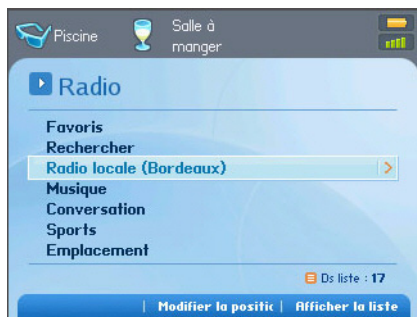 Piscine
Salle à
manger
Radio
Favoris
Rechercher
Radio locale (Bordeaux)
Musique
Conversation
Sports
Emplacement
Ds liste : 17
Modifier la positic | Afficher la liste